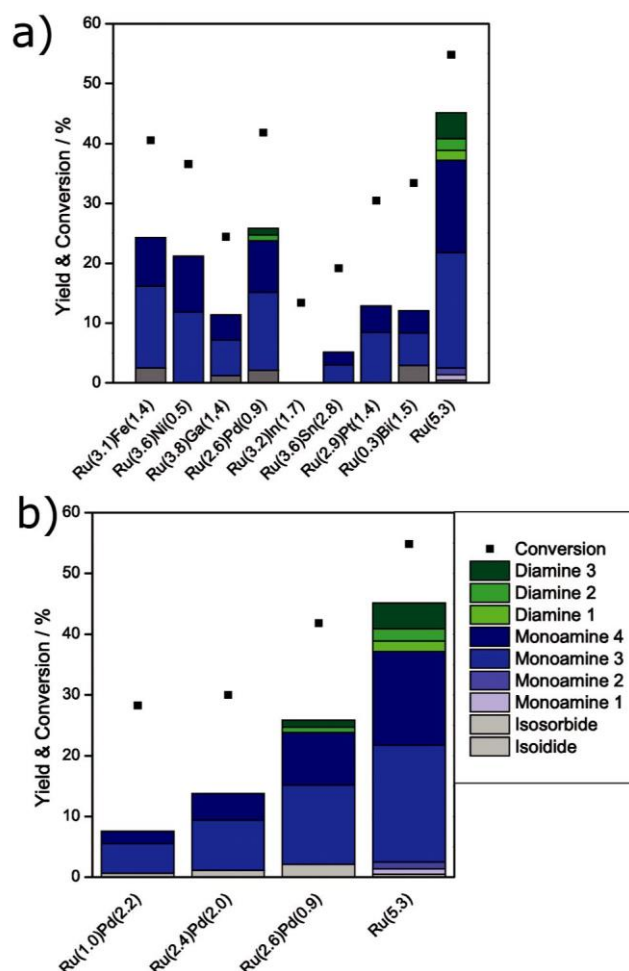 a)
60
50
40
30
20
10
0
Yield & Conversion / %
Ru(3.1)Fe(1.4)
Ru(3.6)Ni(0.5)
Ru(3.8)Ga(1,4)
Ru(2.6)Pd(0.9)
Ru(3.2)In(1.7)
Ru(3.6)Sn(2.8)
Ru(2.9)Pt(1.4)
Ru(0.3)Bi(1.5)
Ru(5.3)
b)
60
50
40
30
20
10
0
Yield & Conversion / %
Ru(1.0)Pd(2.2)
Ru(2.4)Pd(2.0)
Ru(2.6)Pd(0.9)
Ru(5.3)
Conversion
Diamine 3
Diamine 2
Diamine 1
Monoamine 4
Monoamine 3
Monoamine 2
Monoamine 1
Isosorbide
Isoidide